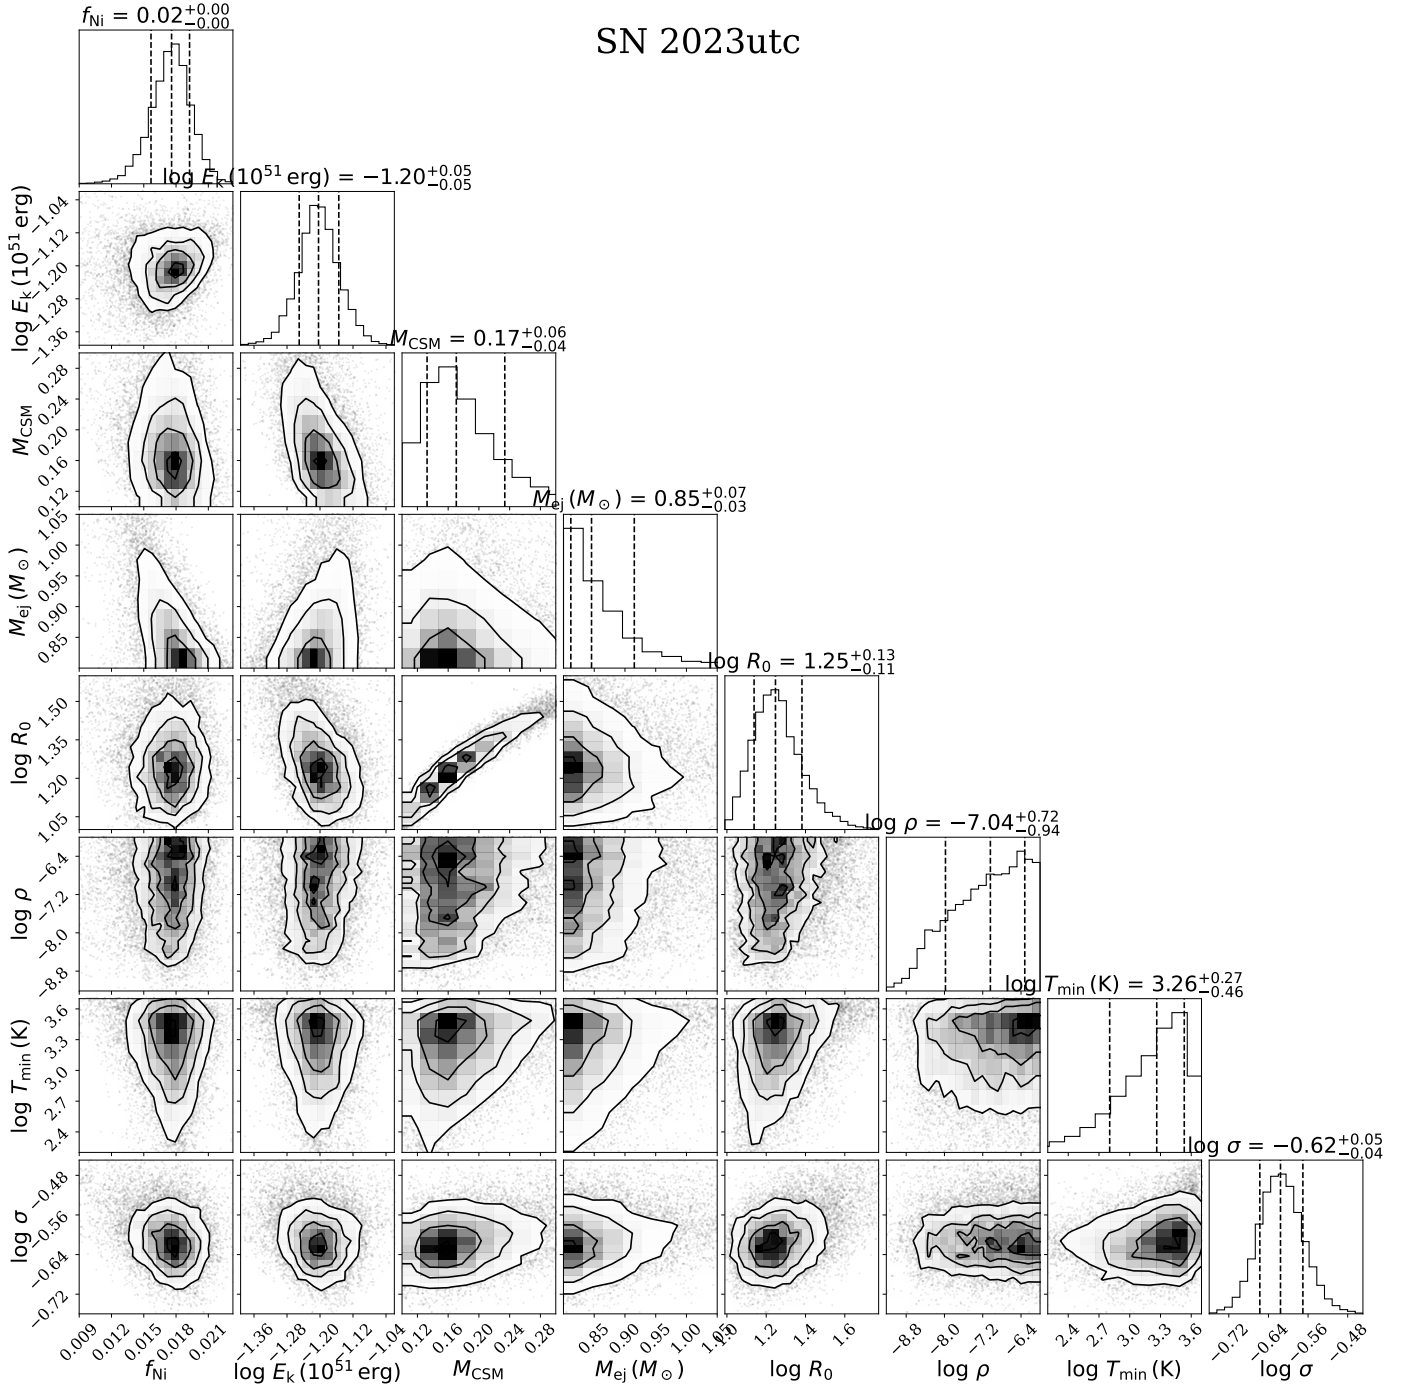 SN 2023utc
f_Ni = 0.02^{+0.00}_{-0.00}
log E_k (10^{51} erg) = −1.20^{+0.05}_{-0.05}
log E_k (10^{51} erg)
−1.04
−1.12
−1.20
−1.28
−1.36
M_CSM = 0.17^{+0.06}_{-0.04}
M_CSM
0.28
0.24
0.20
0.16
0.12
M_ej (M_⊙) = 0.85^{+0.07}_{-0.03}
M_ej (M_⊙)
1.05
1.00
0.95
0.90
0.85
log R_0 = 1.25^{+0.13}_{-0.11}
log R_0
1.50
1.35
1.20
1.05
log ρ = −7.04^{+0.72}_{-0.94}
log ρ
−6.4
−7.2
−8.0
−8.8
log T_min (K) = 3.26^{+0.27}_{-0.46}
log T_min (K)
3.6
3.3
3.0
2.7
2.4
log σ = −0.62^{+0.05}_{-0.04}
log σ
−0.48
−0.56
−0.64
−0.72
0.009 0.012 0.015 0.018 0.021
−1.36 −1.28 −1.20 −1.12 −1.04
0.12 0.16 0.20 0.24 0.28
0.85 0.90 0.95 1.00 1.05
1.2 1.6
−8.8 −8.0 −7.2 −6.4
2.4 2.7 3.0 3.3 3.6
−0.72 −0.64 −0.56 −0.48
f_Ni
log E_k (10^{51} erg)
M_CSM
M_ej (M_⊙)
log R_0
log ρ
log T_min (K)
log σ